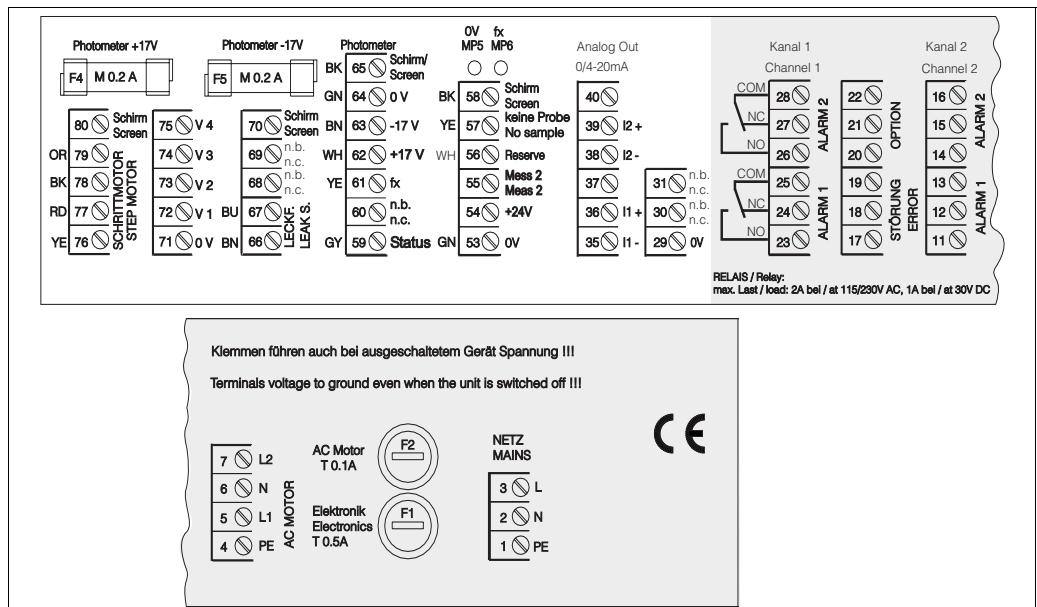 Photometer +17V
F4 M 0.2 A
80 Schirm Screen
OR 79
BK 78
RD 77
YE 76
SCHRITTMOTOR
STEP MOTOR
75 V 4
74 V 3
73 V 2
72 V 1
71 0 V
Photometer -17V
F5 M 0.2 A
70 Schirm Screen
69 n.b. n.c.
68 n.b. n.c.
BU 67
BN 66
LECKF.
LEAK S.
Photometer
BK 65 Schirm/ Screen
GN 64 0 V
BN 63 -17 V
WH 62 +17 V
YE 61 fx
60 n.b. n.c.
GY 59 Status
0V fx
MP5 MP6
BK 58 Schirm Screen
YE 57 keine Probe No sample
WH 56 Reserve
55 Mess 2 Meas 2
54 +24V
GN 53 0V
Analog Out
0/4-20mA
40
39 I2 +
38 I2 -
37
36 I1 +
35 I1 -
31 n.b. n.c.
30 n.b. n.c.
29 0V
Kanal 1
Channel 1
COM 28
NC 27
NO 26
ALARM 2
COM 25
NC 24
NO 23
ALARM 1
22
21
20
OPTION
19
18
17
STÖRUNG
ERROR
Kanal 2
Channel 2
16
15
14
ALARM 2
13
12
11
ALARM 1
RELAIS / Relay:
max. Last / load: 2A bei / at 115/230V AC, 1A bei / at 30V DC
Klemmen führen auch bei ausgeschaltetem Gerät Spannung !!!
Terminals voltage to ground even when the unit is switched off !!!
CE
7 L2
6 N
5 L1
4 PE
AC MOTOR
AC Motor
T 0.1A
F2
Elektronik
Electronics
T 0.5A
F1
NETZ
MAINS
3 L
2 N
1 PE